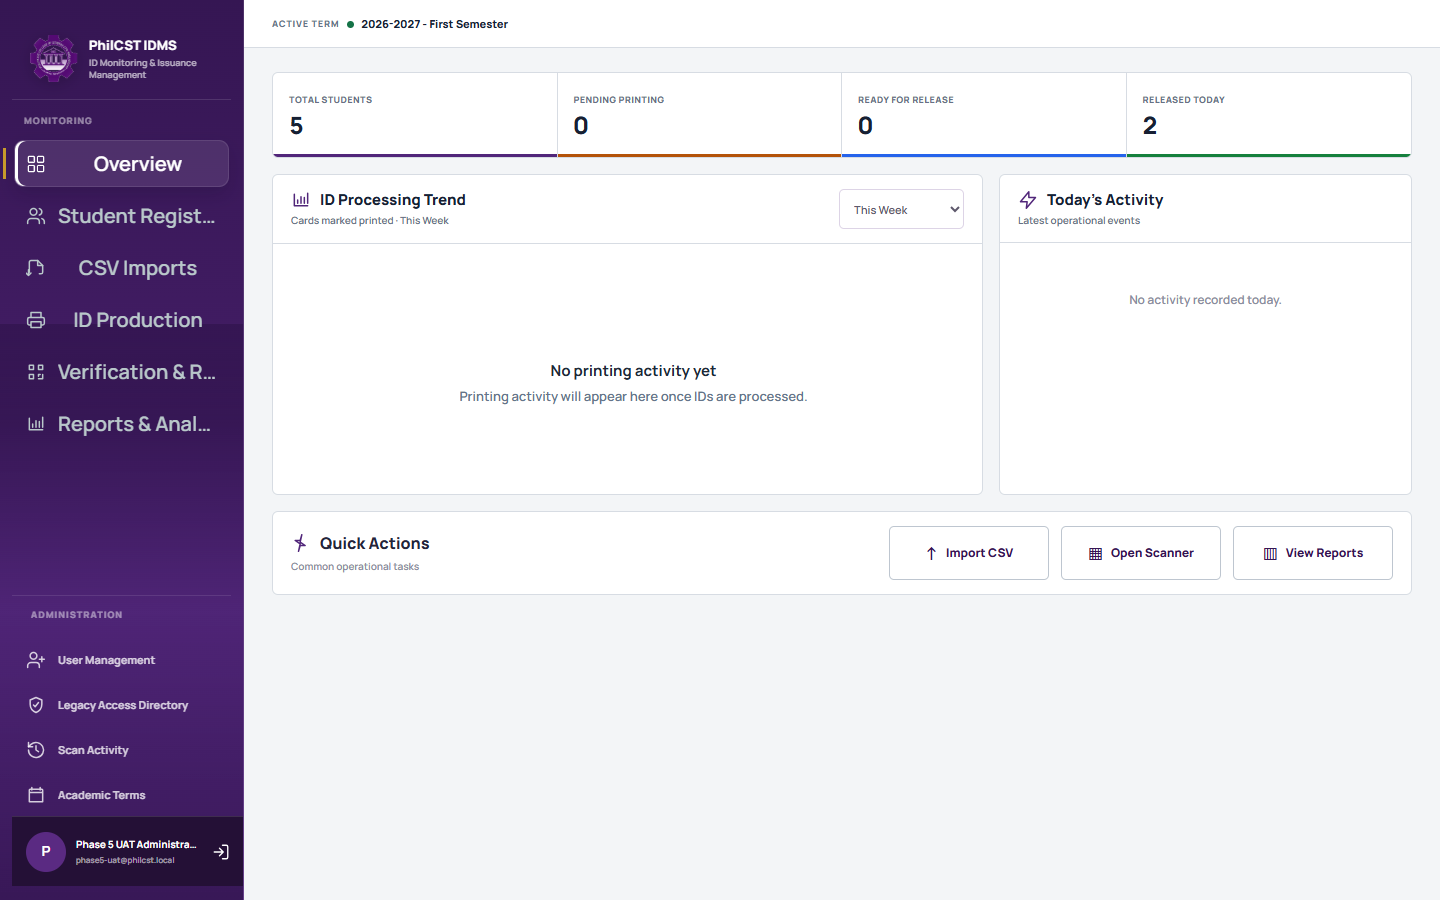 PhilCST IDMS
ID Monitoring & Issuance
Management
MONITORING
Overview
Student Regist...
CSV Imports
ID Production
Verification & R...
Reports & Anal...
ADMINISTRATION
User Management
Legacy Access Directory
Scan Activity
Academic Terms
P
Phase 5 UAT Administra...
phase5-uat@philcst.local
ACTIVE TERM 2026-2027 - First Semester
TOTAL STUDENTS
5
PENDING PRINTING
0
READY FOR RELEASE
0
RELEASED TODAY
2
ID Processing Trend
Cards marked printed · This Week
This Week
No printing activity yet
Printing activity will appear here once IDs are processed.
Today's Activity
Latest operational events
No activity recorded today.
Quick Actions
Common operational tasks
Import CSV
Open Scanner
View Reports